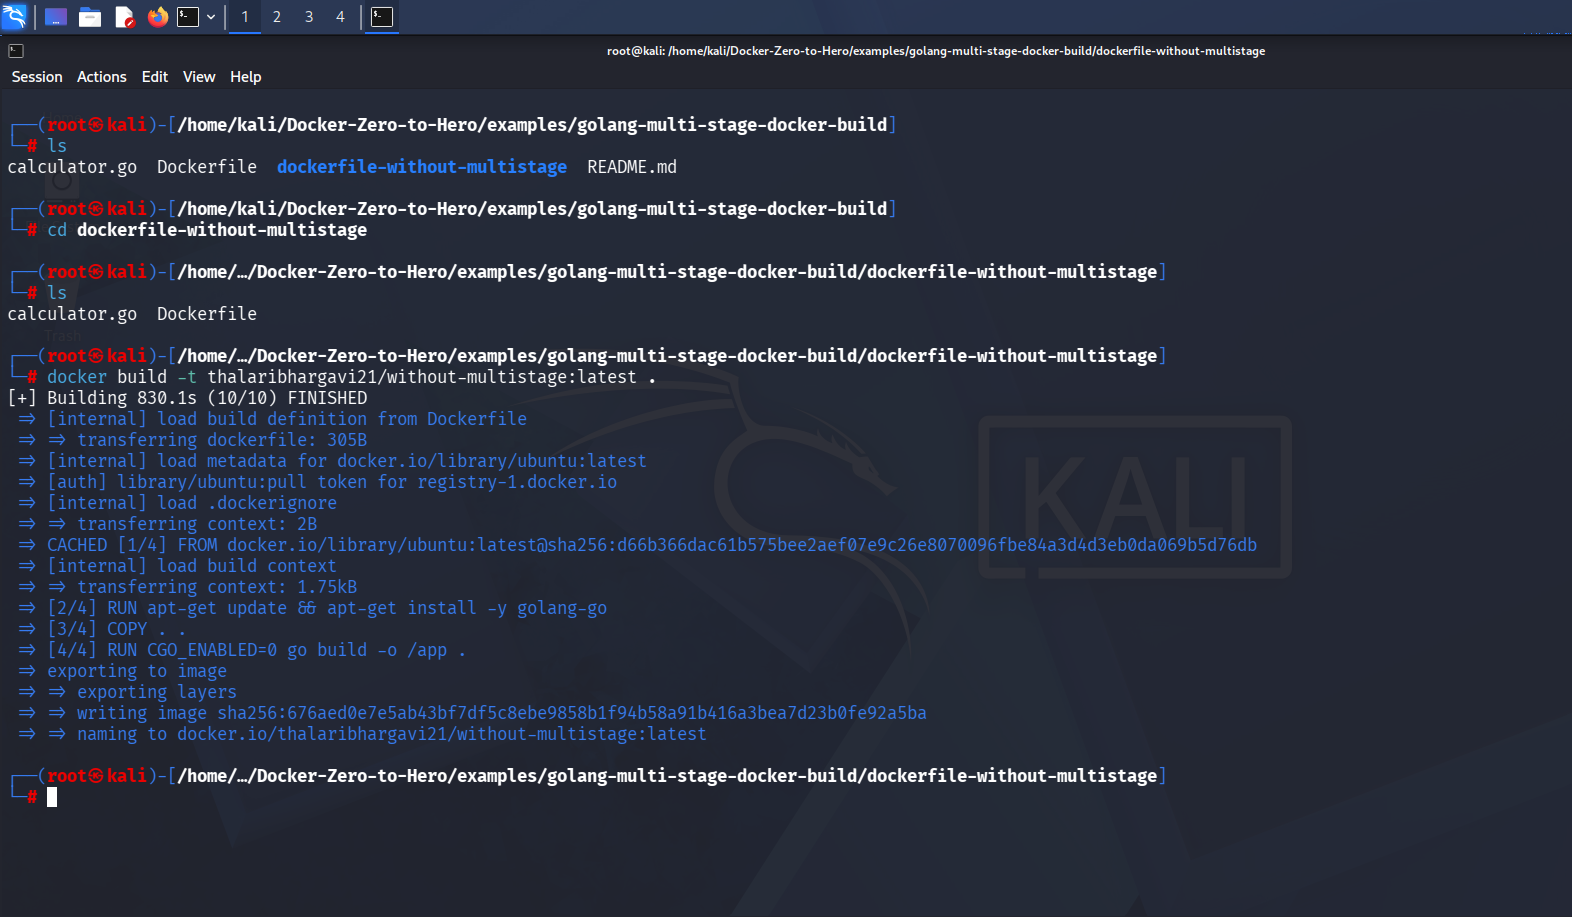 1 2 3 4
root@kali: /home/kali/Docker-Zero-to-Hero/examples/golang-multi-stage-docker-build/dockerfile-without-multistage
Session Actions Edit View Help
┌──(root㉿kali)-[/home/kali/Docker-Zero-to-Hero/examples/golang-multi-stage-docker-build]
└─# ls
calculator.go  Dockerfile  dockerfile-without-multistage  README.md
┌──(root㉿kali)-[/home/kali/Docker-Zero-to-Hero/examples/golang-multi-stage-docker-build]
└─# cd dockerfile-without-multistage
┌──(root㉿kali)-[/home/…/Docker-Zero-to-Hero/examples/golang-multi-stage-docker-build/dockerfile-without-multistage]
└─# ls
calculator.go  Dockerfile
Trash
┌──(root㉿kali)-[/home/…/Docker-Zero-to-Hero/examples/golang-multi-stage-docker-build/dockerfile-without-multistage]
└─# docker build -t thalaribhargavi21/without-multistage:latest .
[+] Building 830.1s (10/10) FINISHED
=> [internal] load build definition from Dockerfile
=> => transferring dockerfile: 305B
=> [internal] load metadata for docker.io/library/ubuntu:latest
=> [auth] library/ubuntu:pull token for registry-1.docker.io
=> [internal] load .dockerignore
=> => transferring context: 2B
=> CACHED [1/4] FROM docker.io/library/ubuntu:latest@sha256:d66b366dac61b575bee2aef07e9c26e8070096fbe84a3d4d3eb0da069b5d76db
=> [internal] load build context
=> => transferring context: 1.75kB
=> [2/4] RUN apt-get update && apt-get install -y golang-go
=> [3/4] COPY . .
=> [4/4] RUN CGO_ENABLED=0 go build -o /app .
=> exporting to image
=> => exporting layers
=> => writing image sha256:676aed0e7e5ab43bf7df5c8ebe9858b1f94b58a91b416a3bea7d23b0fe92a5ba
=> => naming to docker.io/thalaribhargavi21/without-multistage:latest
KALI
┌──(root㉿kali)-[/home/…/Docker-Zero-to-Hero/examples/golang-multi-stage-docker-build/dockerfile-without-multistage]
└─#